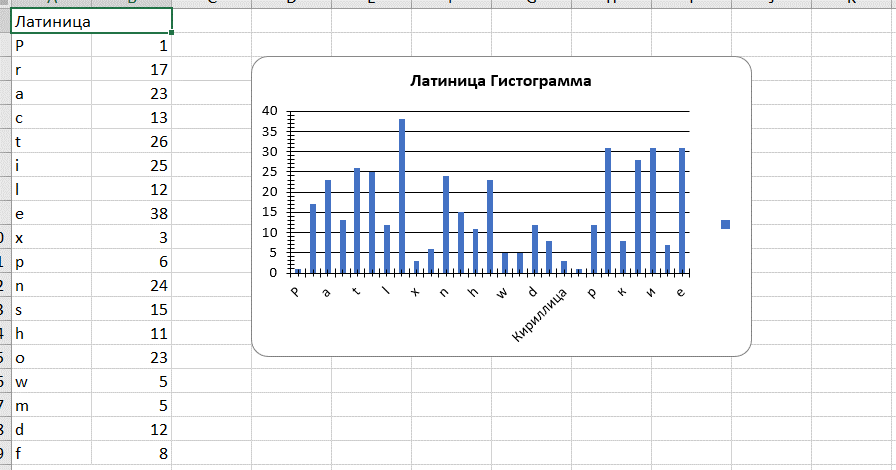 Латиница
P 1
r 17
a 23
c 13
t 26
i 25
l 12
e 38
x 3
p 6
n 24
s 15
h 11
o 23
w 5
m 5
d 12
f 8
Латиница Гистограмма
40
35
30
25
20
15
10
5
0
P a t l x n h w d Кириллица р к и е